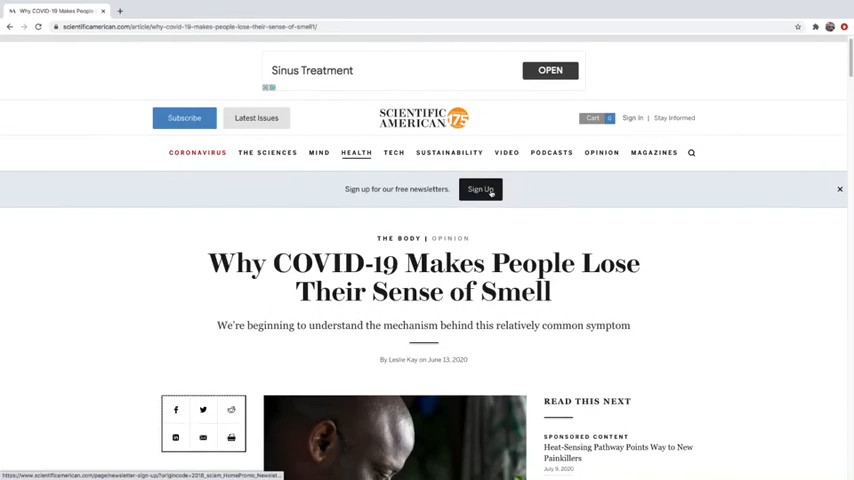 Why COVID-19 Makes People
scientificamerican.com/article/why-covid-19-makes-people-lose-their-sense-of-smell1/
Sinus Treatment
OPEN
Subscribe
Latest Issues
SCIENTIFIC
AMERICAN
175
Cart 0
Sign In | Stay Informed
CORONAVIRUS THE SCIENCES MIND HEALTH TECH SUSTAINABILITY VIDEO PODCASTS OPINION MAGAZINES
Sign up for our free newsletters.
Sign Up
THE BODY | OPINION
Why COVID-19 Makes People Lose
Their Sense of Smell
We're beginning to understand the mechanism behind this relatively common symptom
By Leslie Kay on June 13, 2020
READ THIS NEXT
SPONSORED CONTENT
Heat-Sensing Pathway Points Way to New
Painkillers
July 9, 2020